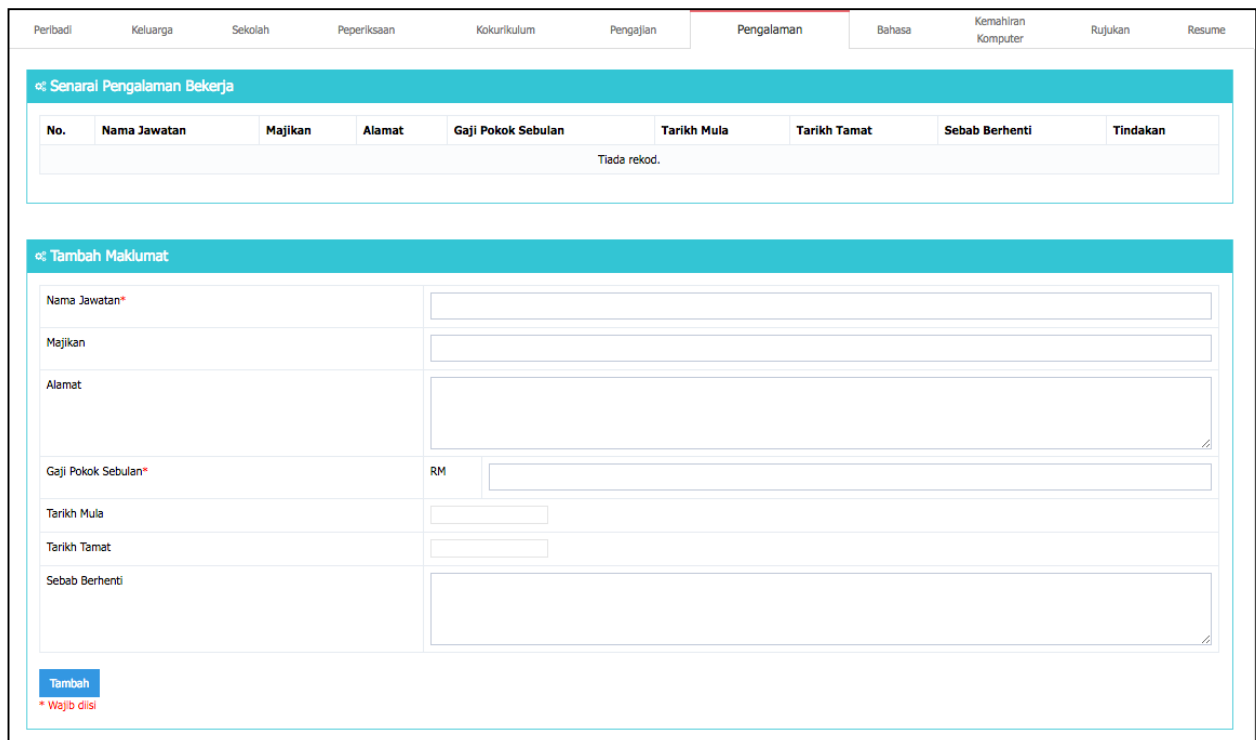 Peribadi Keluarga Sekolah Peperiksaan Kokurikulum Pengajian Pengalaman Bahasa Kemahiran Komputer Rujukan Resume
Senarai Pengalaman Bekerja
No. Nama Jawatan Majikan Alamat Gaji Pokok Sebulan Tarikh Mula Tarikh Tamat Sebab Berhenti Tindakan
Tiada rekod.
Tambah Maklumat
Nama Jawatan*
Majikan
Alamat
Gaji Pokok Sebulan* RM
Tarikh Mula
Tarikh Tamat
Sebab Berhenti
Tambah
* Wajib diisi